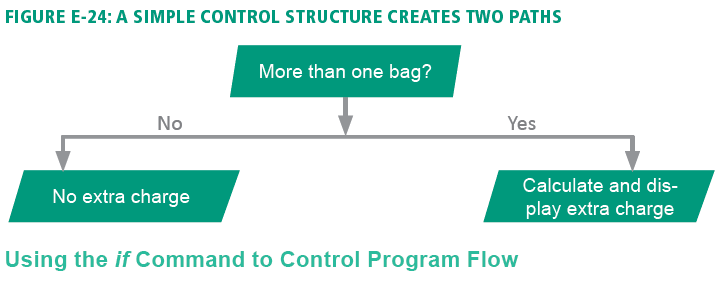 FIGURE E-24: A SIMPLE CONTROL STRUCTURE CREATES TWO PATHS
More than one bag?
No
Yes
No extra charge
Calculate and dis-
play extra charge
Using the if Command to Control Program Flow